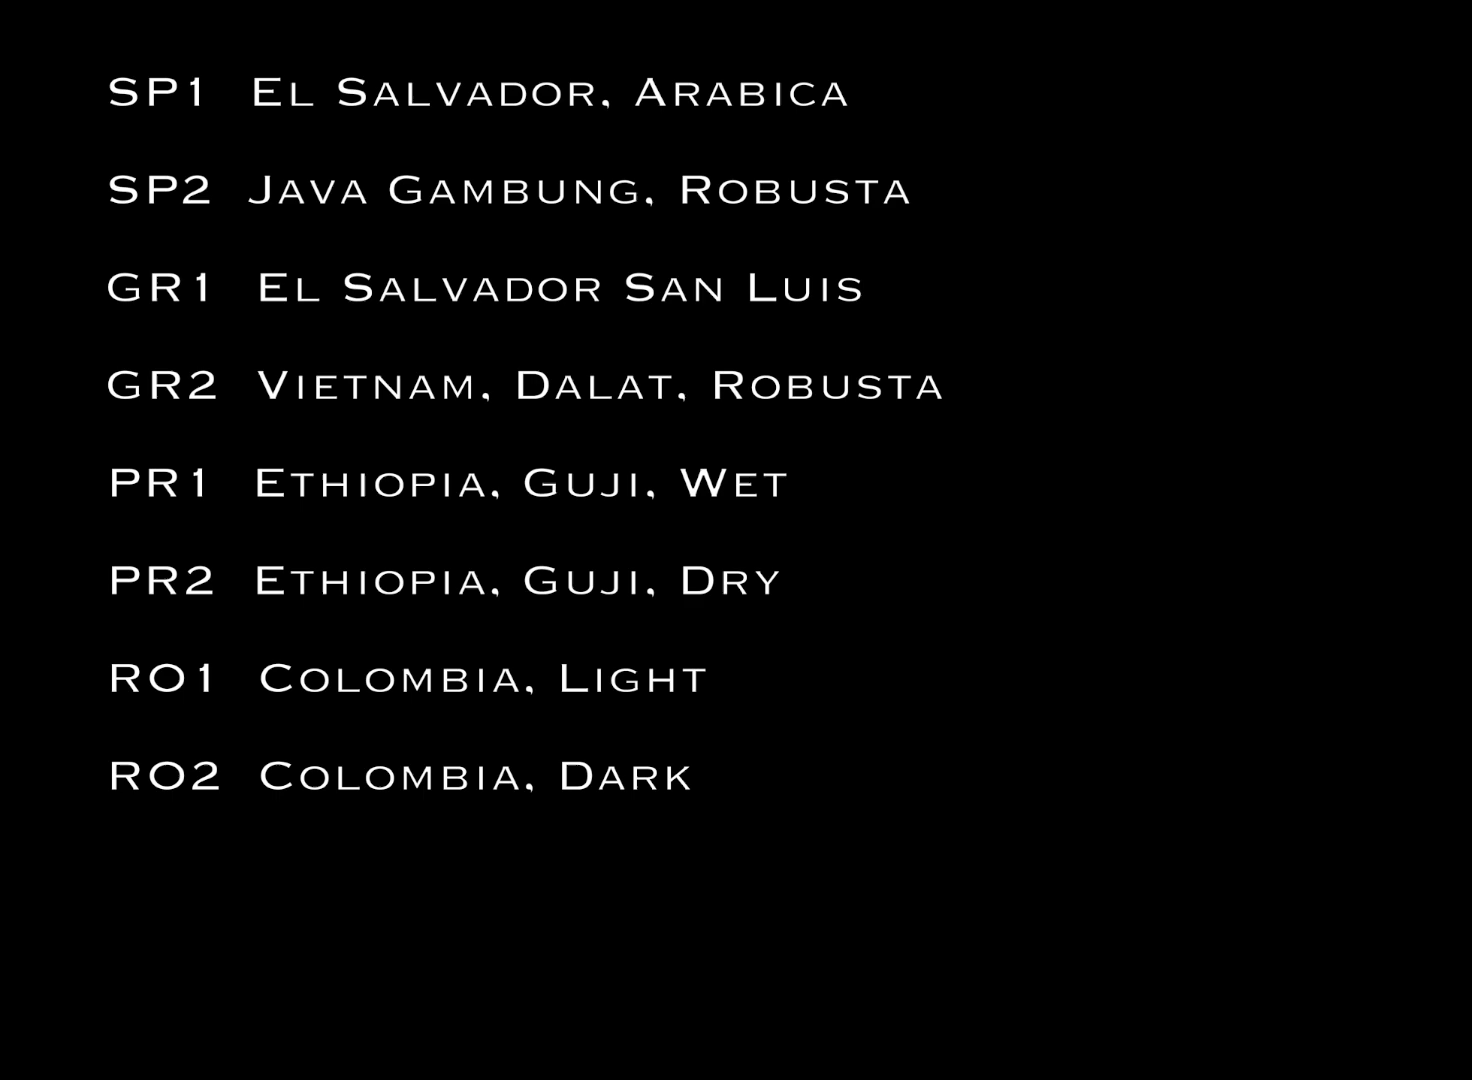 SP1 El Salvador, Arabica
SP2 Java Gambung, Robusta
GR1 El Salvador San Luis
GR2 Vietnam, Dalat, Robusta
PR1 Ethiopia, Guji, Wet
PR2 Ethiopia, Guji, Dry
RO1 Colombia, Light
RO2 Colombia, Dark